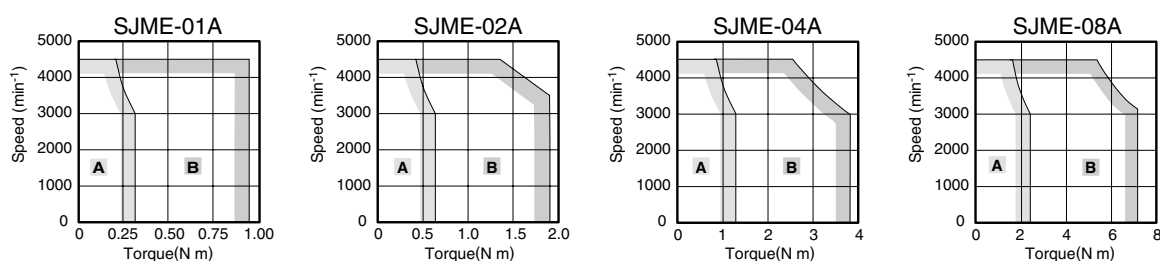 SJME-01A
Speed (min-1)
5000
4000
3000
2000
1000
0
A
B
0 0.25 0.50 0.75 1.00
Torque(N m)
SJME-02A
Speed (min-1)
5000
4000
3000
2000
1000
0
A
B
0 0.5 1 1.5 2.0
Torque(N m)
SJME-04A
Speed (min-1)
5000
4000
3000
2000
1000
0
A
B
0 1 2 3 4
Torque(N m)
SJME-08A
Speed (min-1)
5000
4000
3000
2000
1000
0
A
B
0 2 4 6 8
Torque(N m)